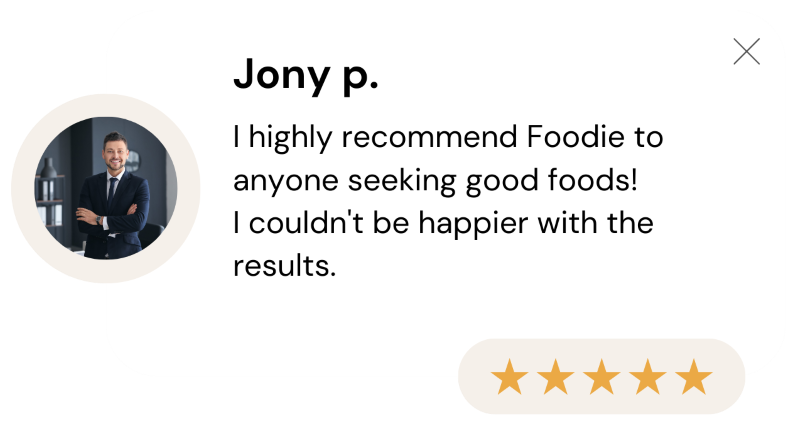 Jony p.
I highly recommend Foodie to
anyone seeking good foods!
I couldn't be happier with the
results.